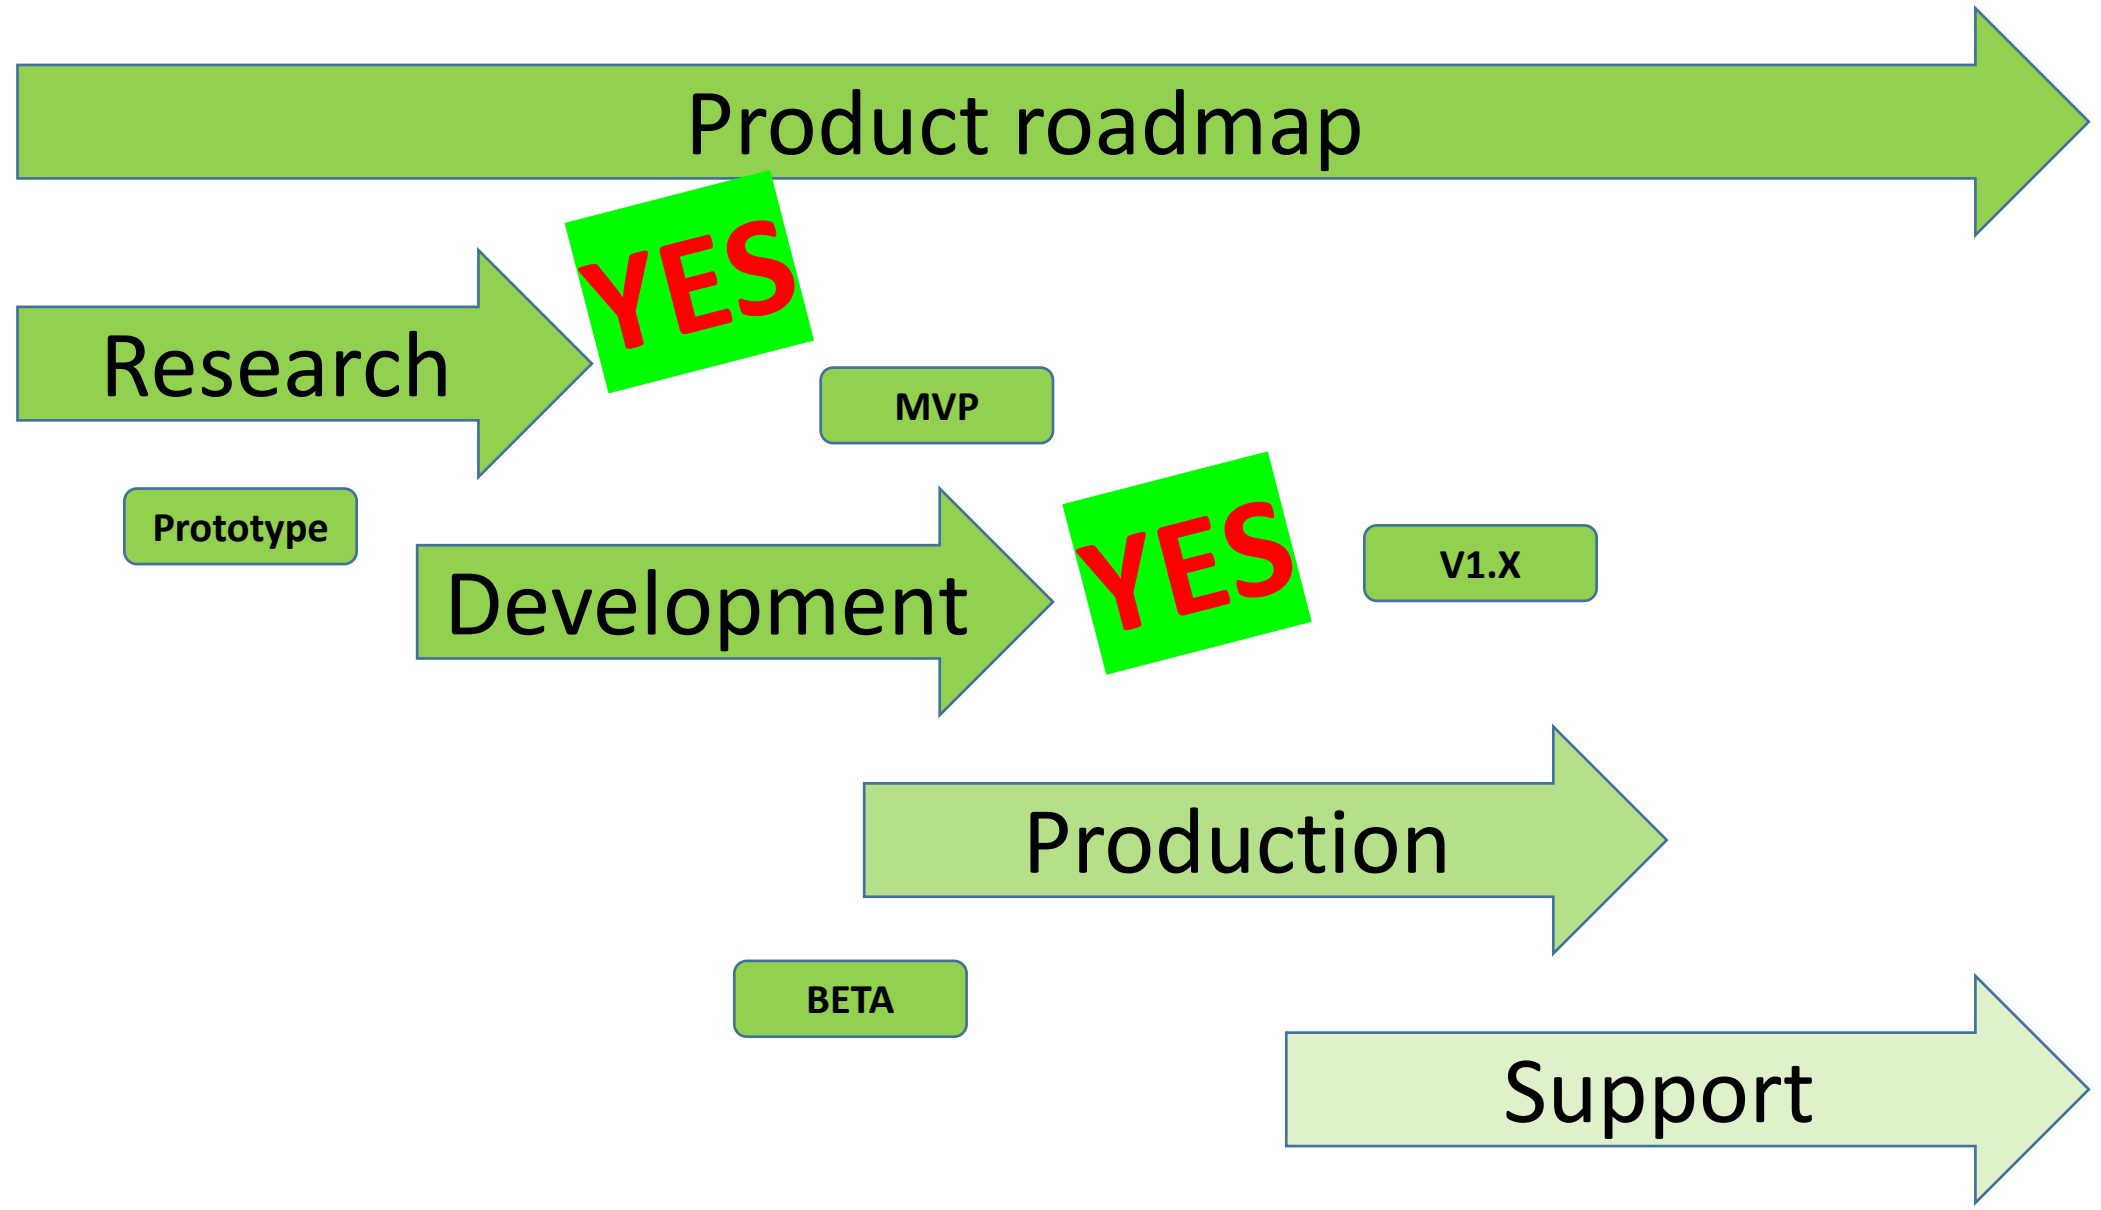 Product roadmap
YES
Research
MVP
Prototype
YES
V1.X
Development
Production
BETA
Support